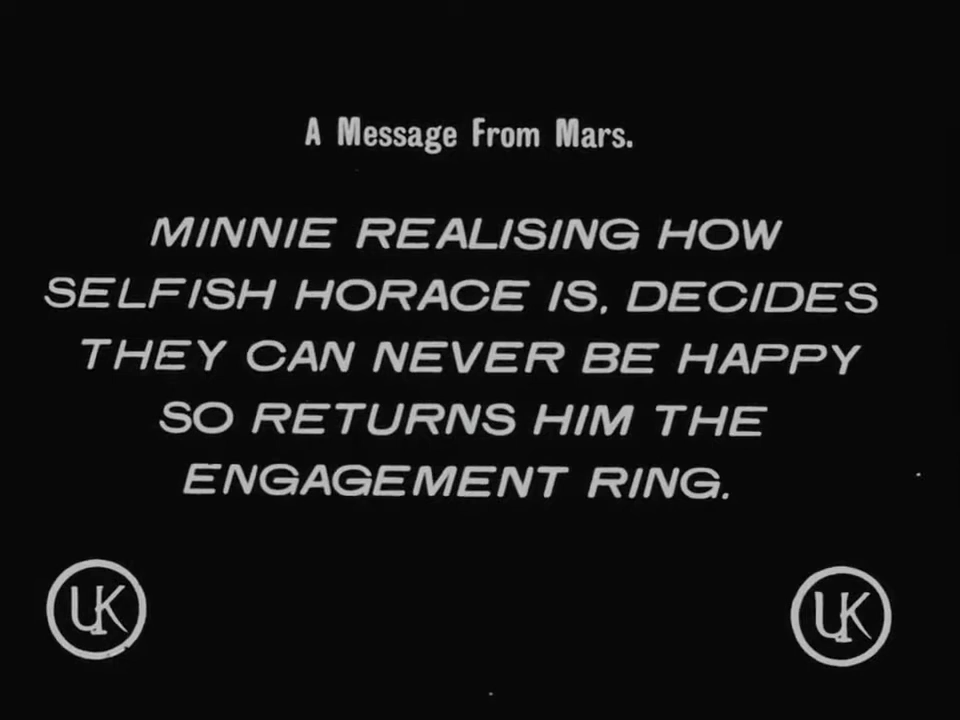 A Message From Mars.
MINNIE REALISING HOW
SELFISH HORACE IS, DECIDES
THEY CAN NEVER BE HAPPY
SO RETURNS HIM THE
ENGAGEMENT RING.
UK UK